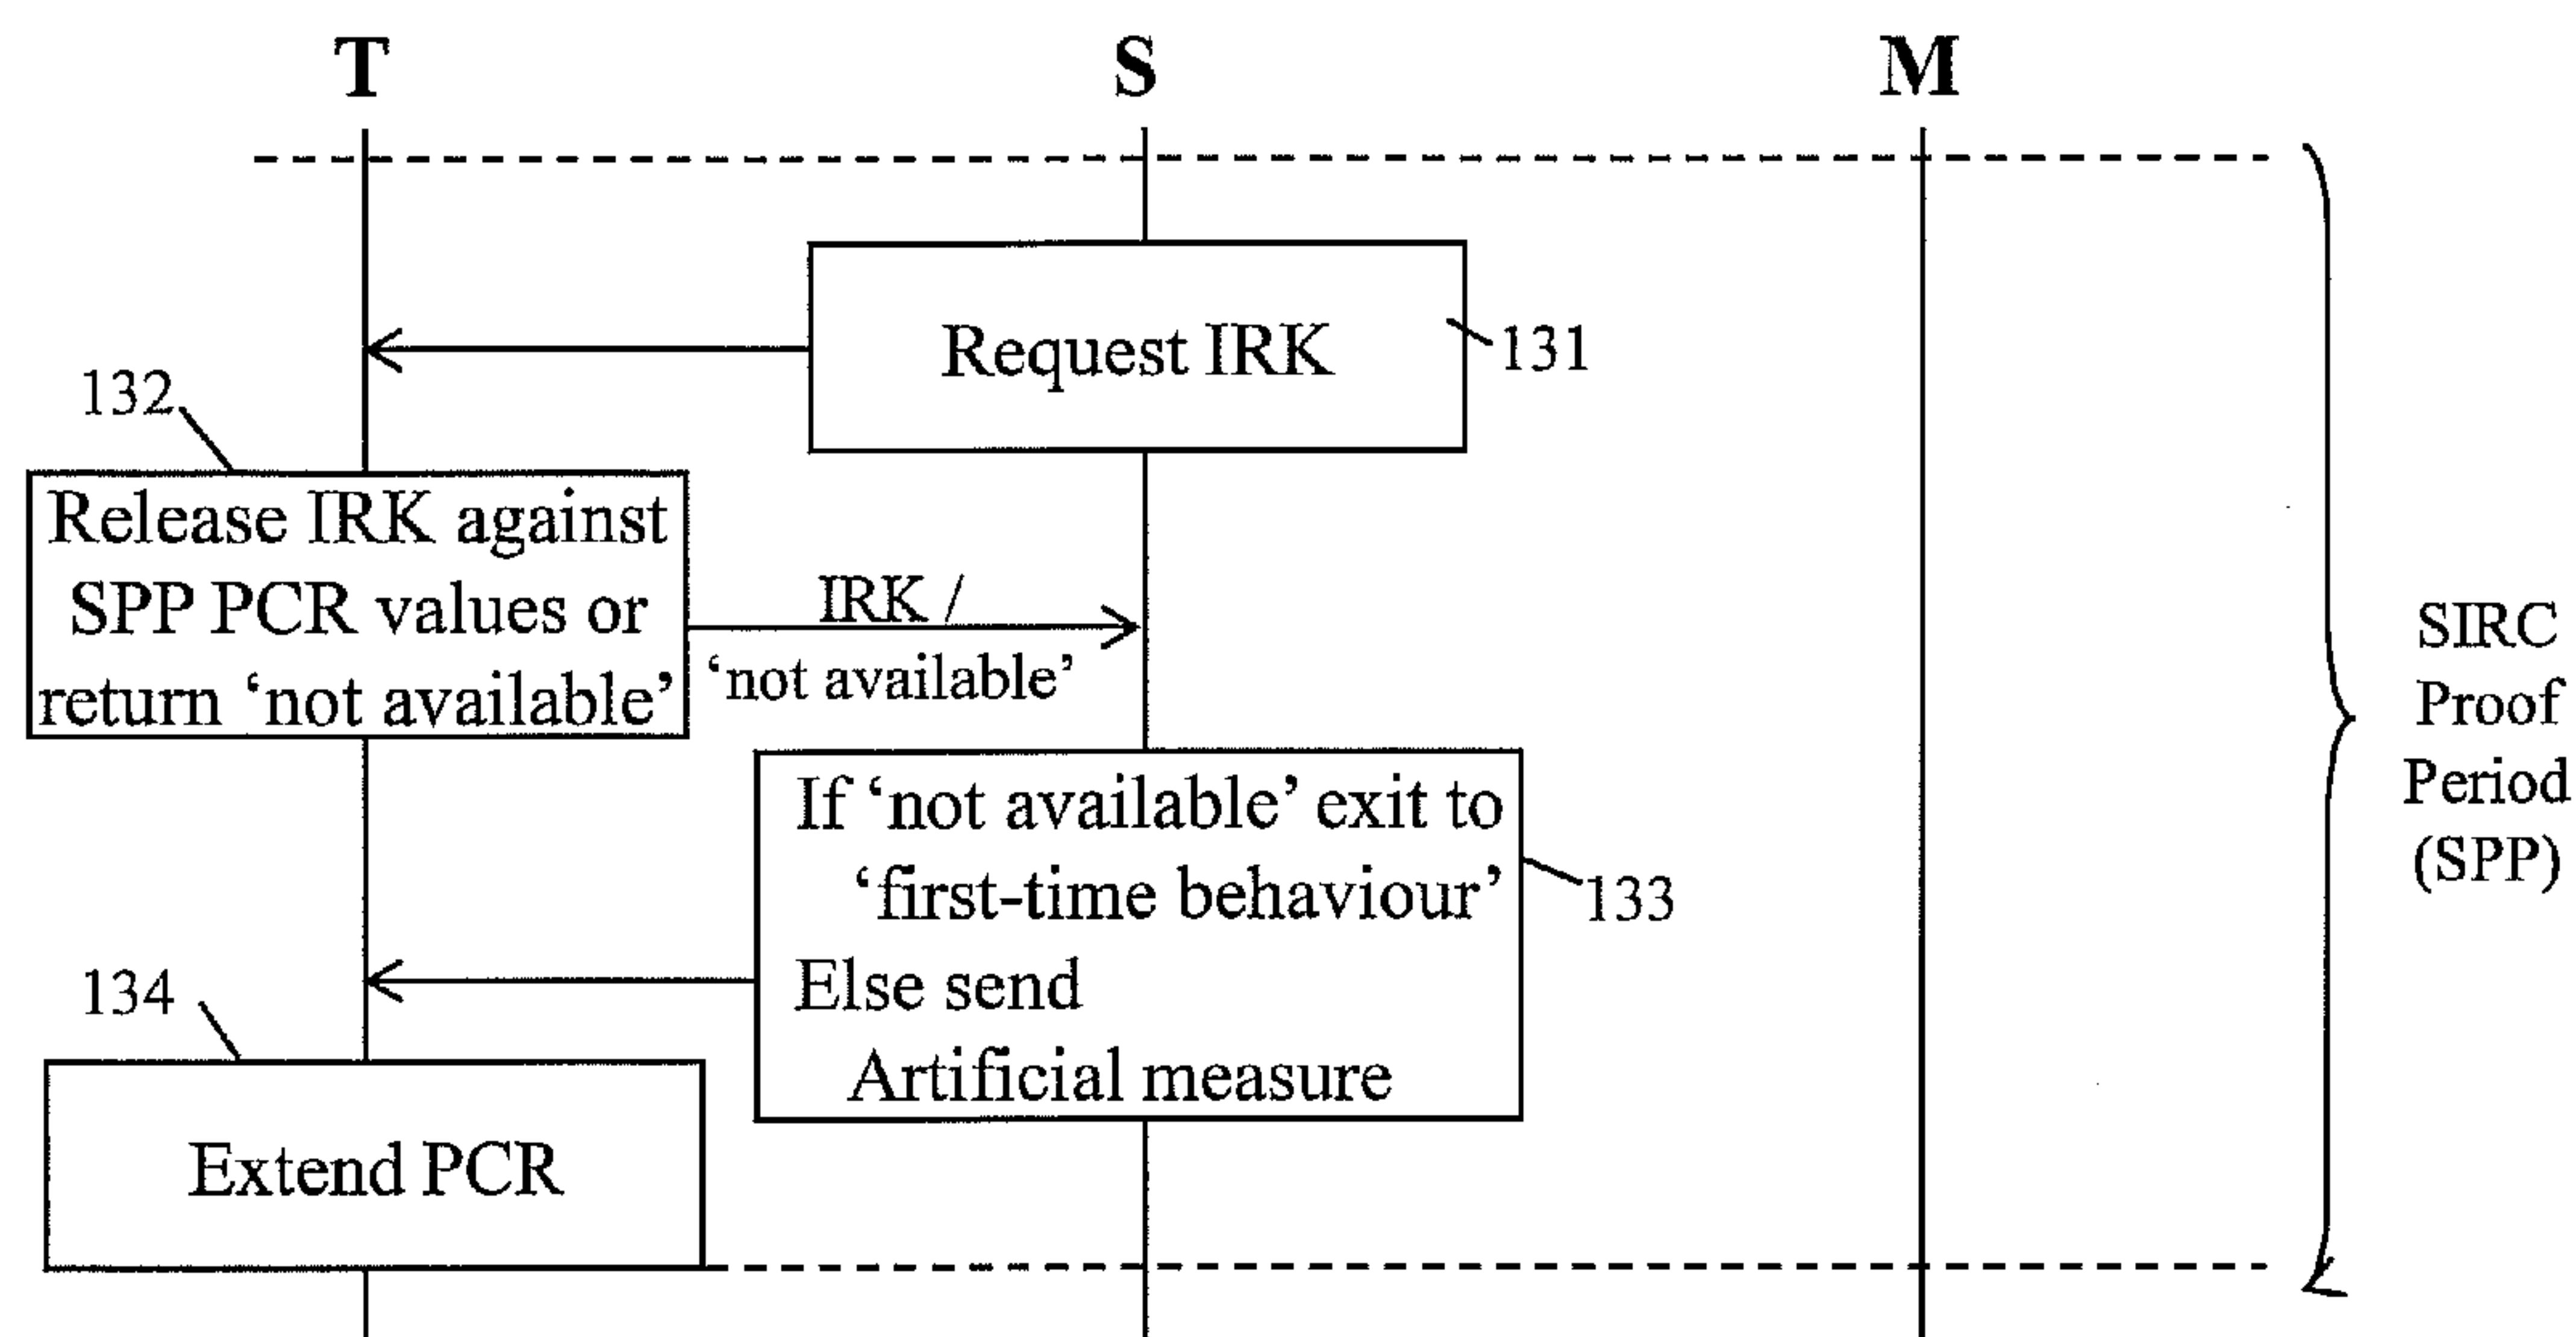 T S M
Request IRK
131
132
Release IRK against
SPP PCR values or
return ‘not available’
IRK /
‘not available’
If ‘not available’ exit to
‘first-time behaviour’
Else send
Artificial measure
133
134
Extend PCR
SIRC
Proof
Period
(SPP)